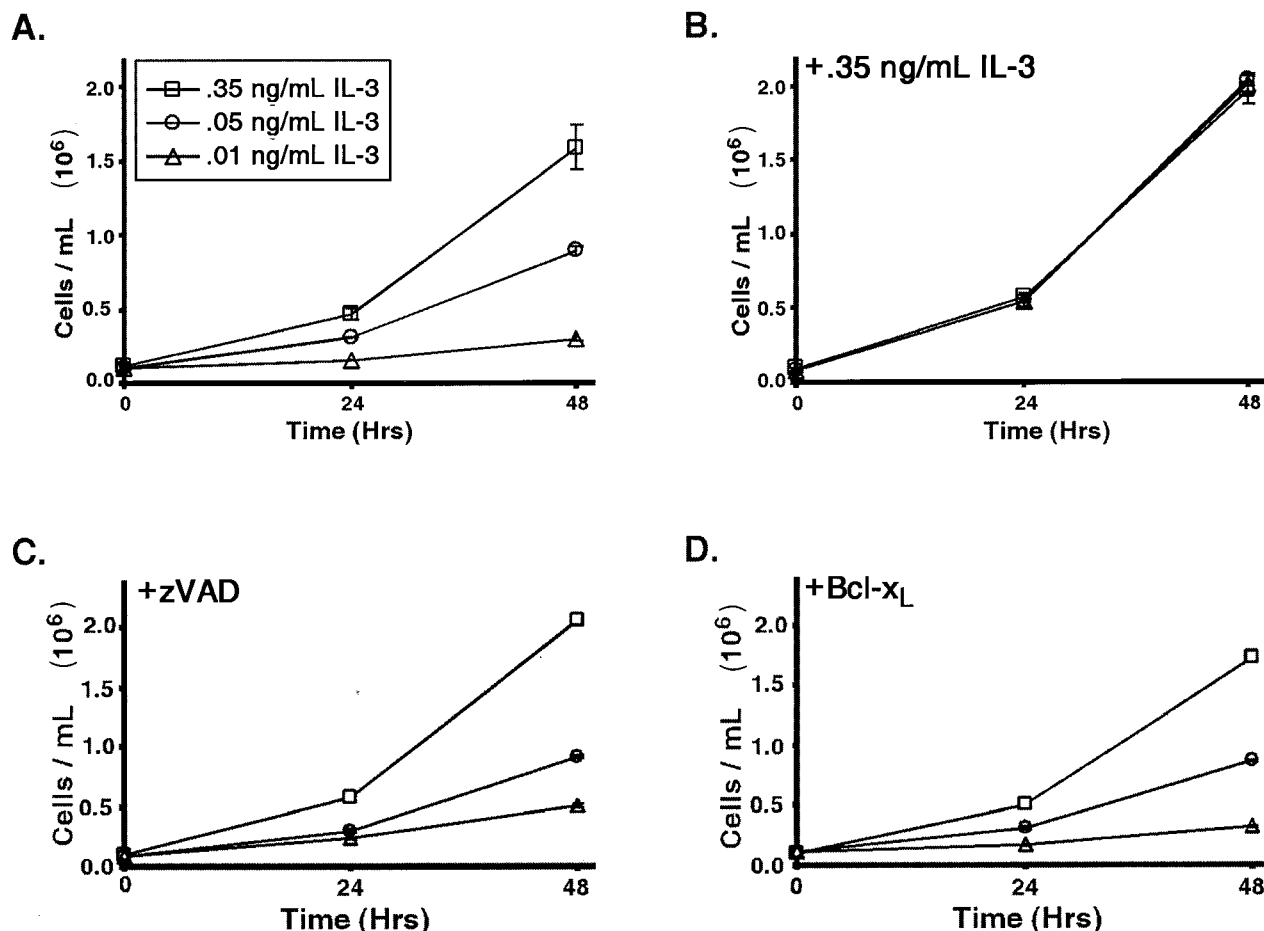 A.
2.0
1.5
1.0
0.5
0.0
Cells / mL (10⁶)
.35 ng/mL IL-3
.05 ng/mL IL-3
.01 ng/mL IL-3
0
24
48
Time (Hrs)
B.
+.35 ng/mL IL-3
2.0
1.5
1.0
0.5
0.0
Cells / mL (10⁶)
0
24
48
Time (Hrs)
C.
+zVAD
2.0
1.5
1.0
0.5
0.0
Cells / mL (10⁶)
0
24
48
Time (Hrs)
D.
+Bcl-xL
2.0
1.5
1.0
0.5
0.0
Cells / mL (10⁶)
0
24
48
Time (Hrs)